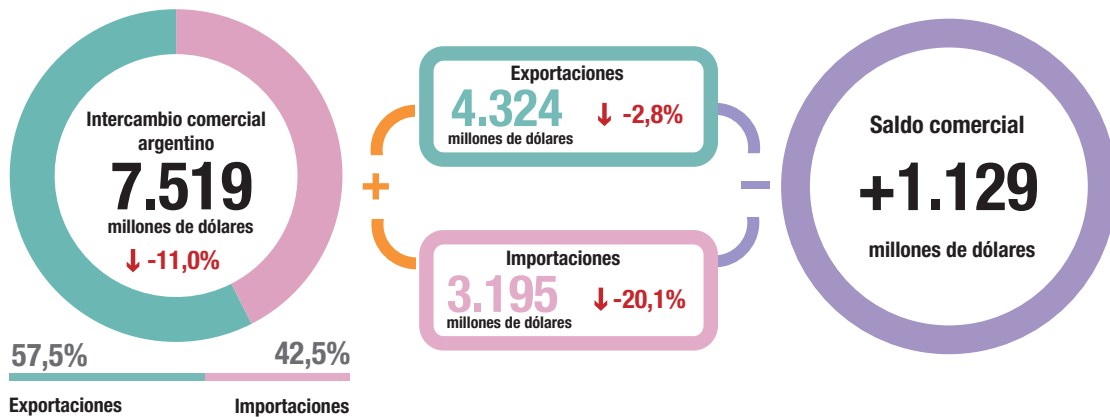 Intercambio comercial
argentino
7.519
millones de dólares
↓ -11,0%
57,5%
42,5%
Exportaciones
Importaciones
+
Exportaciones
4.324
↓ -2,8%
millones de dólares
Importaciones
3.195
↓ -20,1%
millones de dólares
−
Saldo comercial
+1.129
millones de dólares